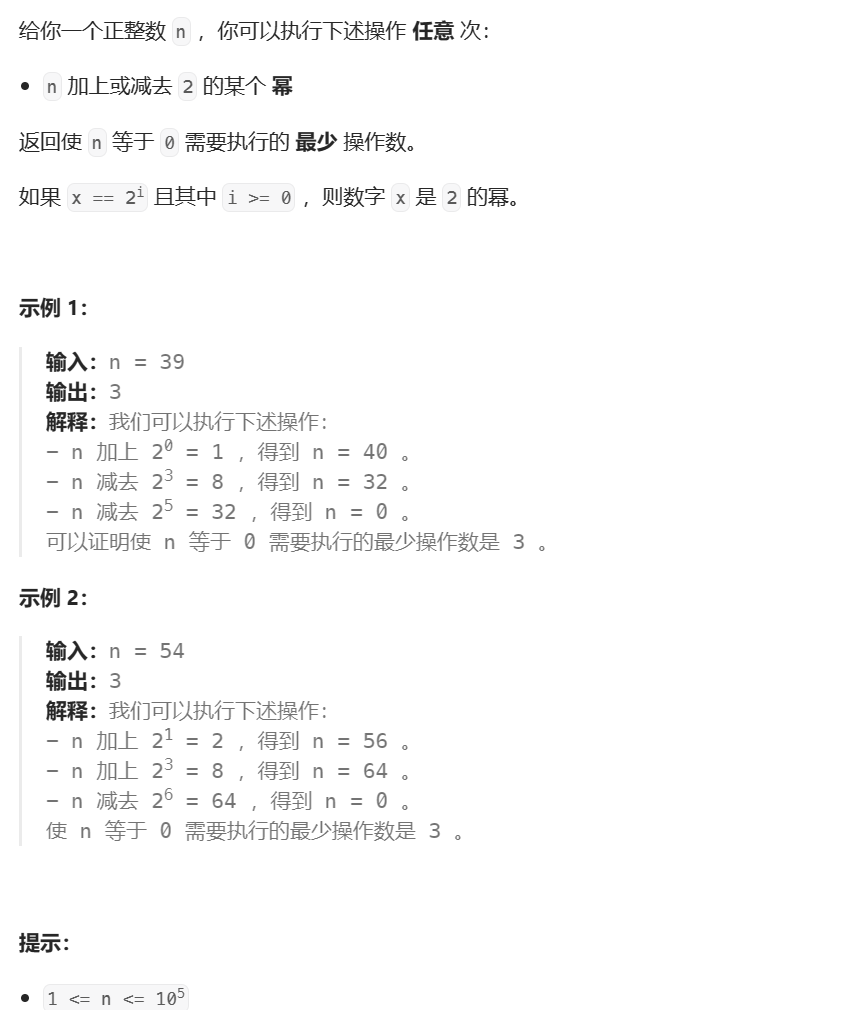 给你一个正整数 n ，你可以执行下述操作 任意 次：
• n 加上或减去 2 的某个 幂
返回使 n 等于 0 需要执行的 最少 操作数。
如果 x == 2^i 且其中 i >= 0 ，则数字 x 是 2 的幂。
示例 1：
输入：n = 39
输出：3
解释：我们可以执行下述操作：
- n 加上 2^0 = 1 ，得到 n = 40 。
- n 减去 2^3 = 8 ，得到 n = 32 。
- n 减去 2^5 = 32 ，得到 n = 0 。
可以证明使 n 等于 0 需要执行的最少操作数是 3 。
示例 2：
输入：n = 54
输出：3
解释：我们可以执行下述操作：
- n 加上 2^1 = 2 ，得到 n = 56 。
- n 加上 2^3 = 8 ，得到 n = 64 。
- n 减去 2^6 = 64 ，得到 n = 0 。
使 n 等于 0 需要执行的最少操作数是 3 。
提示：
• 1 <= n <= 10^5